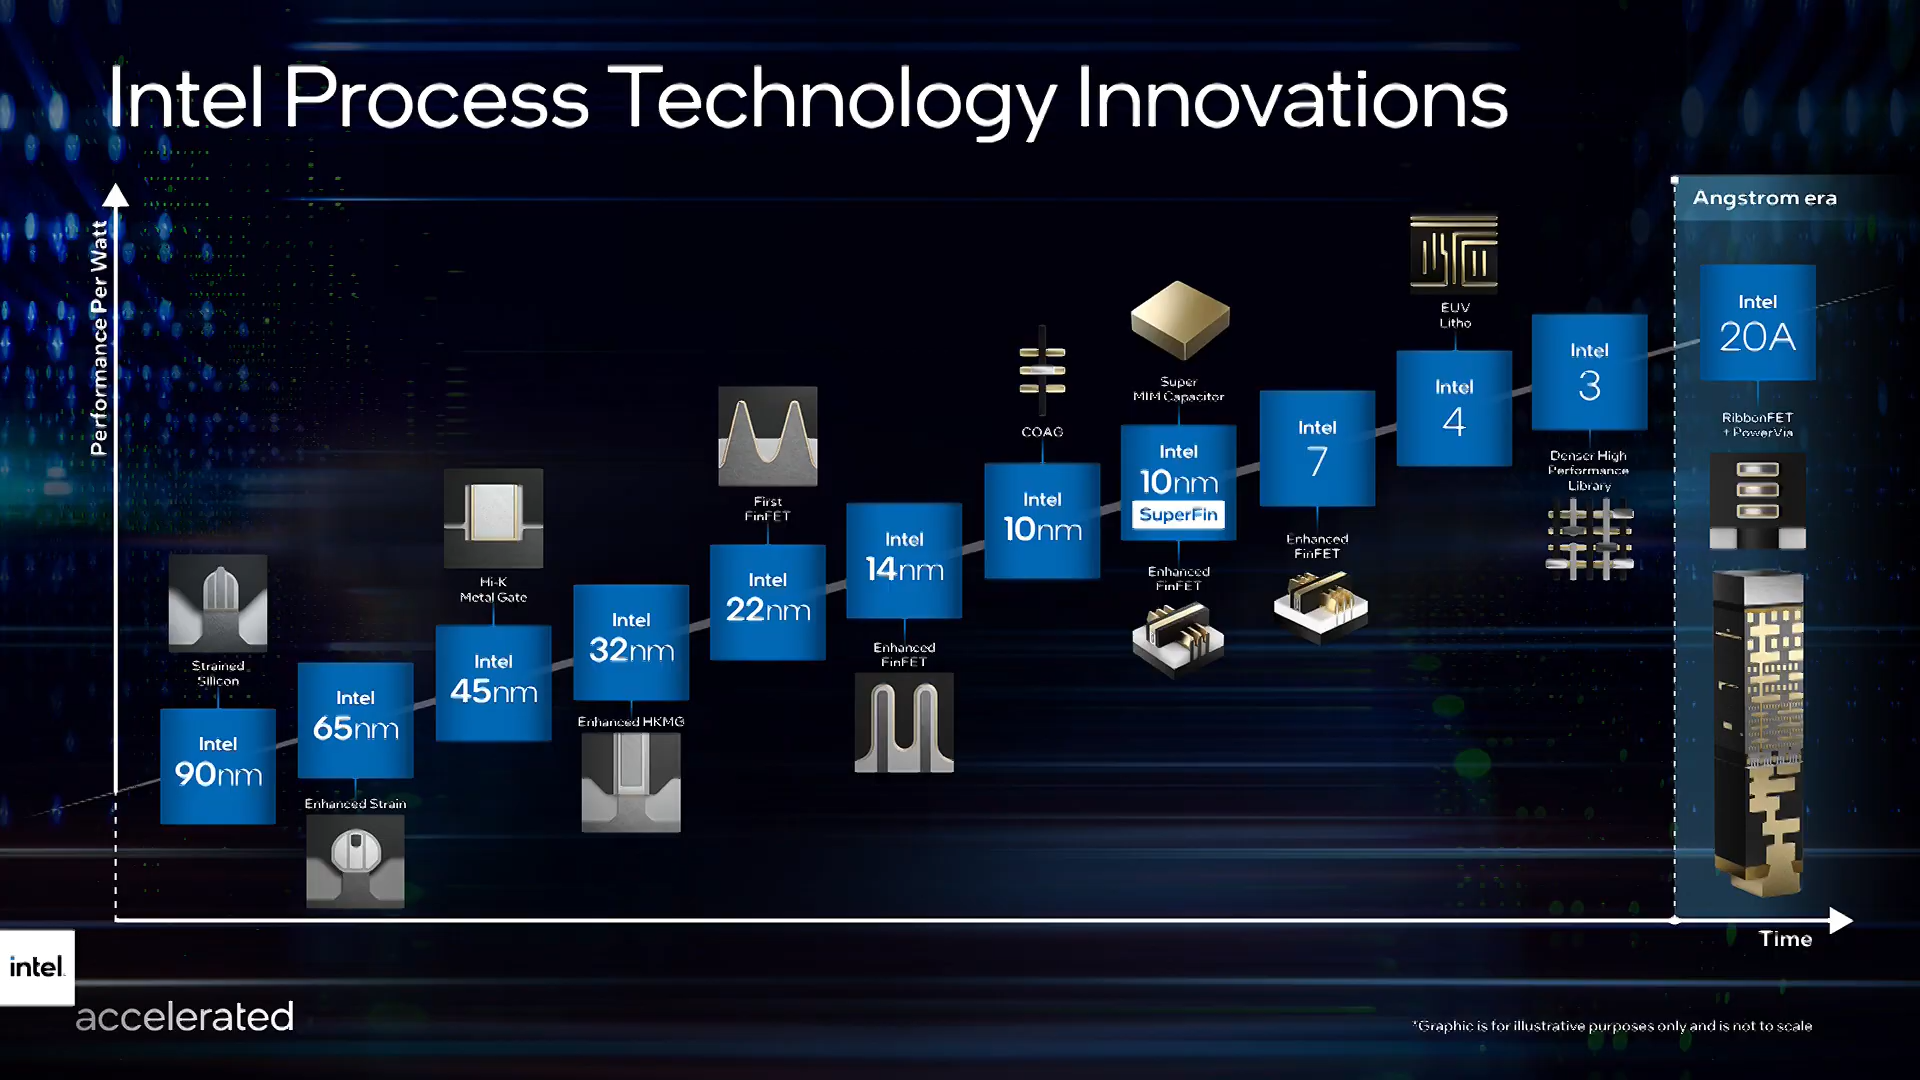 Intel Process Technology Innovations
Performance Per Watt
Angstrom era
Strained
Silicon
Intel
90nm
Intel
65nm
Enhanced Strain
Hi-K
Metal Gate
Intel
45nm
Intel
32nm
Enhanced HKMG
First
FinFET
Intel
22nm
Intel
14nm
Enhanced
FinFET
COAG
Intel
10nm
Super
MIM Capacitor
Intel
10nm
SuperFin
Enhanced
FinFET
Intel
7
Enhanced
FinFET
EUV
Litho
Intel
4
Intel
3
Denser High
Performance
Library
Intel
20A
RibbonFET
+ PowerVia
Time
intel.
accelerated
*Graphic is for illustrative purposes only and is not to scale